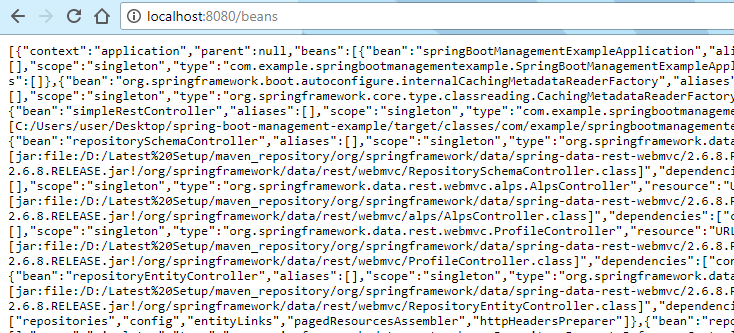 localhost:8080/beans
[{"context":"application","parent":null,"beans":[{"bean":"springBootManagementExampleApplication","ali
[],"scope":"singleton","type":"com.example.springbootmanagementexample.SpringBootManagementExampleAppl
s":[]},{"bean":"org.springframework.boot.autoconfigure.internalCachingMetadataReaderFactory","aliases"
[],"scope":"singleton","type":"org.springframework.core.type.classreading.CachingMetadataReaderFactory
{"bean":"simpleRestController","aliases":[],"scope":"singleton","type":"com.example.springbootmanageme
[C:/Users/user/Desktop/spring-boot-management-example/target/classes/com/example/springbootmanagemente
{"bean":"repositorySchemaController","aliases":[],"scope":"singleton","type":"org.springframework.data
[jar:file:/D:/Latest%20Setup/maven_repository/org/springframework/data/spring-data-rest-webmvc/2.6.8.R
2.6.8.RELEASE.jar!/org/springframework/data/rest/webmvc/RepositorySchemaController.class]","dependenci
[],"scope":"singleton","type":"org.springframework.data.rest.webmvc.alps.AlpsController","resource":"U
[jar:file:/D:/Latest%20Setup/maven_repository/org/springframework/data/spring-data-rest-webmvc/2.6.8.R
2.6.8.RELEASE.jar!/org/springframework/data/rest/webmvc/alps/AlpsController.class]","dependencies":["c
[],"scope":"singleton","type":"org.springframework.data.rest.webmvc.ProfileController","resource":"URL
[jar:file:/D:/Latest%20Setup/maven_repository/org/springframework/data/spring-data-rest-webmvc/2.6.8.R
2.6.8.RELEASE.jar!/org/springframework/data/rest/webmvc/ProfileController.class]","dependencies":["con
{"bean":"repositoryEntityController","aliases":[],"scope":"singleton","type":"org.springframework.data
[jar:file:/D:/Latest%20Setup/maven_repository/org/springframework/data/spring-data-rest-webmvc/2.6.8.R
2.6.8.RELEASE.jar!/org/springframework/data/rest/webmvc/RepositoryEntityController.class]","dependenci
["repositories","config","entityLinks","pagedResourcesAssembler","httpHeadersPreparer"]},{"bean":"repo